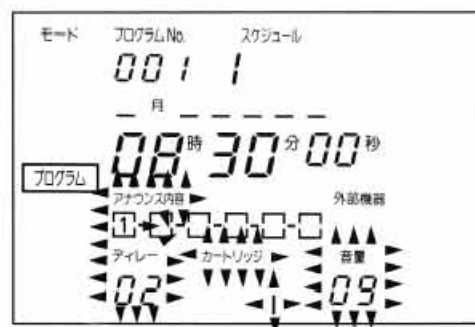 モード プログラム No. スケジュール
001 1
月
08時30分00秒
プログラム
アナウンス内容 外部機器
1
ディレー カートリッジ 音量
02 1 09